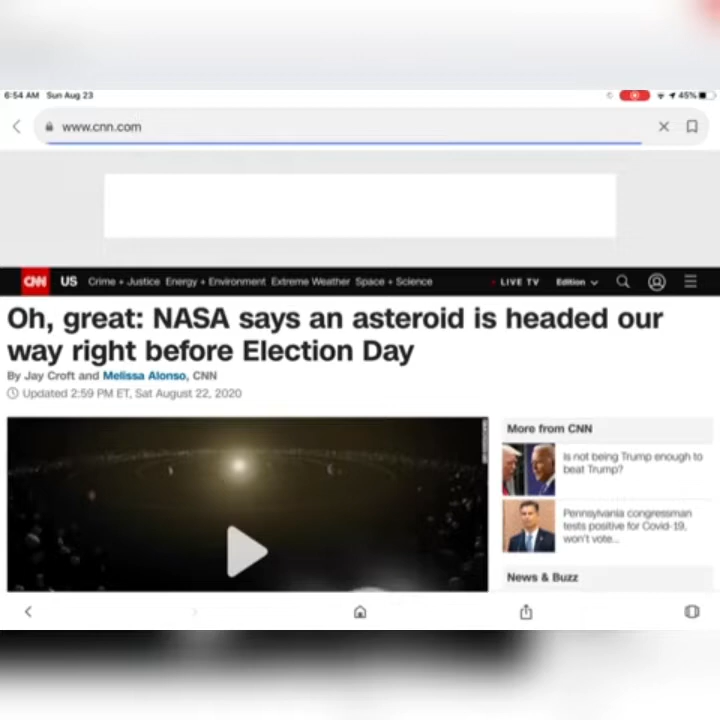 6:54 AM Sun Aug 23
45%
www.cnn.com
CNN US Crime + Justice Energy + Environment Extreme Weather Space + Science LIVE TV Edition
Oh, great: NASA says an asteroid is headed our
way right before Election Day
By Jay Croft and Melissa Alonso, CNN
Updated 2:59 PM ET, Sat August 22, 2020
More from CNN
Is not being Trump enough to
beat Trump?
Pennsylvania congressman
tests positive for Covid-19,
won't vote...
News & Buzz